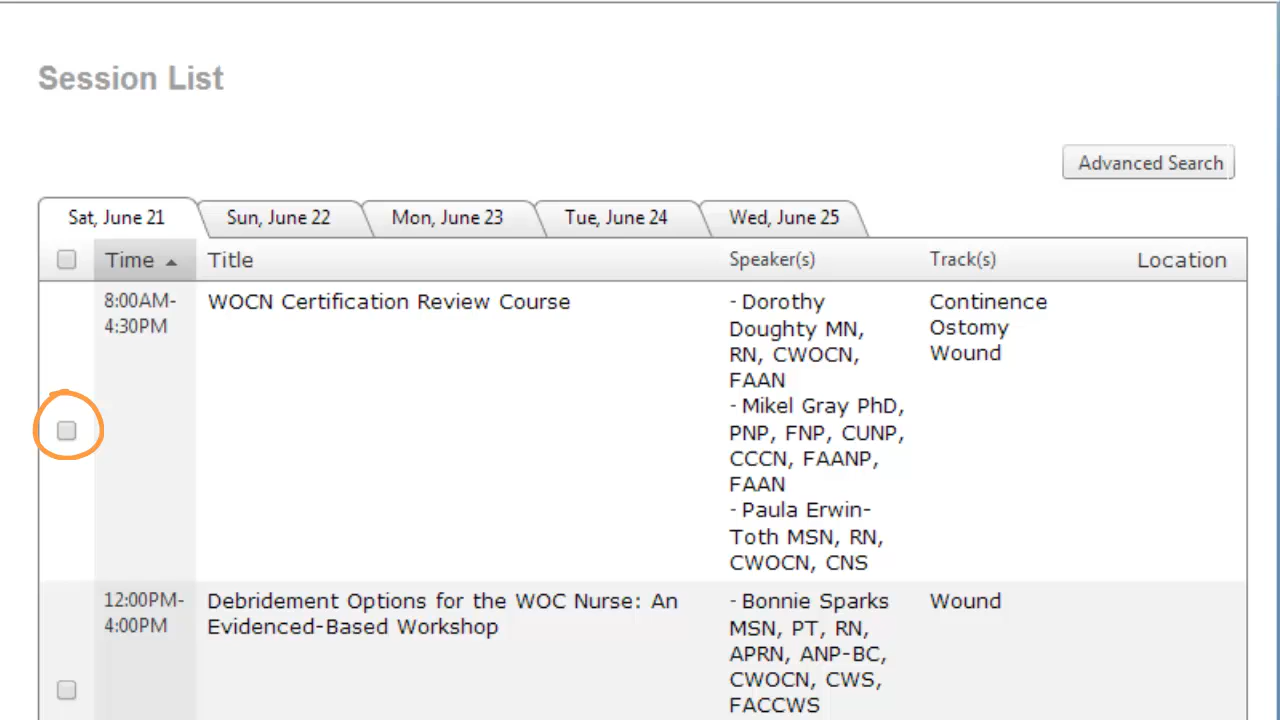 Session List
Advanced Search
Sat, June 21
Sun, June 22
Mon, June 23
Tue, June 24
Wed, June 25
Time
Title
Speaker(s)
Track(s)
Location
8:00AM-
4:30PM
WOCN Certification Review Course
- Dorothy
Doughty MN,
RN, CWOCN,
FAAN
- Mikel Gray PhD,
PNP, FNP, CUNP,
CCCN, FAANP,
FAAN
- Paula Erwin-
Toth MSN, RN,
CWOCN, CNS
Continence
Ostomy
Wound
12:00PM-
4:00PM
Debridement Options for the WOC Nurse: An
Evidenced-Based Workshop
- Bonnie Sparks
MSN, PT, RN,
APRN, ANP-BC,
CWOCN, CWS,
FACCWS
Wound